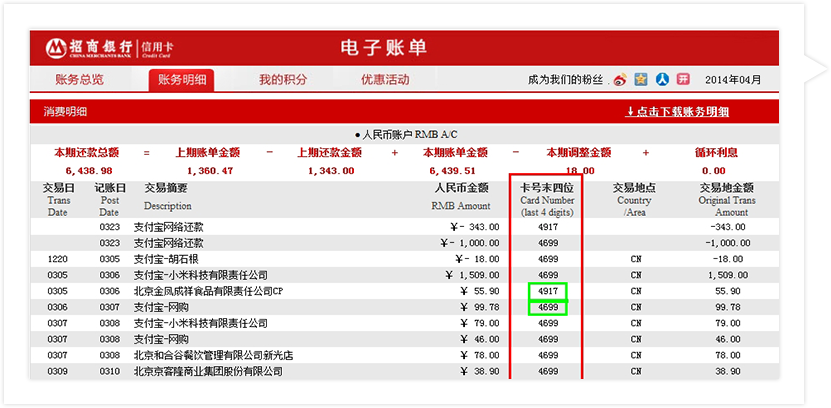 招商银行 信用卡 电子账单
CHINA MERCHANTS BANK Credit Card
账务总览 账务明细 我的积分 优惠活动 成为我们的粉丝 . 2014年04月
消费明细 ↓点击下载账务明细
● 人民币账户 RMB A/C
本期还款总额 = 上期账单金额 - 上期还款金额 + 本期账单金额 - 本期调整金额 + 循环利息
6,438.98 1,360.47 1,343.00 6,439.51 18.00 0.00
交易日 记账日 交易摘要 人民币金额 卡号末四位 交易地点 交易地金额
Trans Post Description RMB Amount Card Number Country Original Trans
Date Date (last 4 digits) /Area Amount
0323 支付宝网络还款 ￥- 343.00 4917 -343.00
0323 支付宝网络还款 ￥- 1,000.00 4699 -1,000.00
1220 0305 支付宝-胡石根 ￥- 18.00 4699 CN -18.00
0305 0306 支付宝-小米科技有限责任公司 ￥ 1,509.00 4699 CN 1,509.00
0305 0306 北京金凤成祥食品有限责任公司CP ￥ 55.90 4917 CN 55.90
0306 0307 支付宝-网购 ￥ 99.78 4699 CN 99.78
0307 0308 支付宝-小米科技有限责任公司 ￥ 79.00 4699 CN 79.00
0307 0308 支付宝-网购 ￥ 46.00 4699 CN 46.00
0307 0308 北京和合谷餐饮管理有限公司新光店 ￥ 78.00 4699 CN 78.00
0309 0310 北京京客隆商业集团股份有限公司 ￥ 38.90 4699 CN 38.90